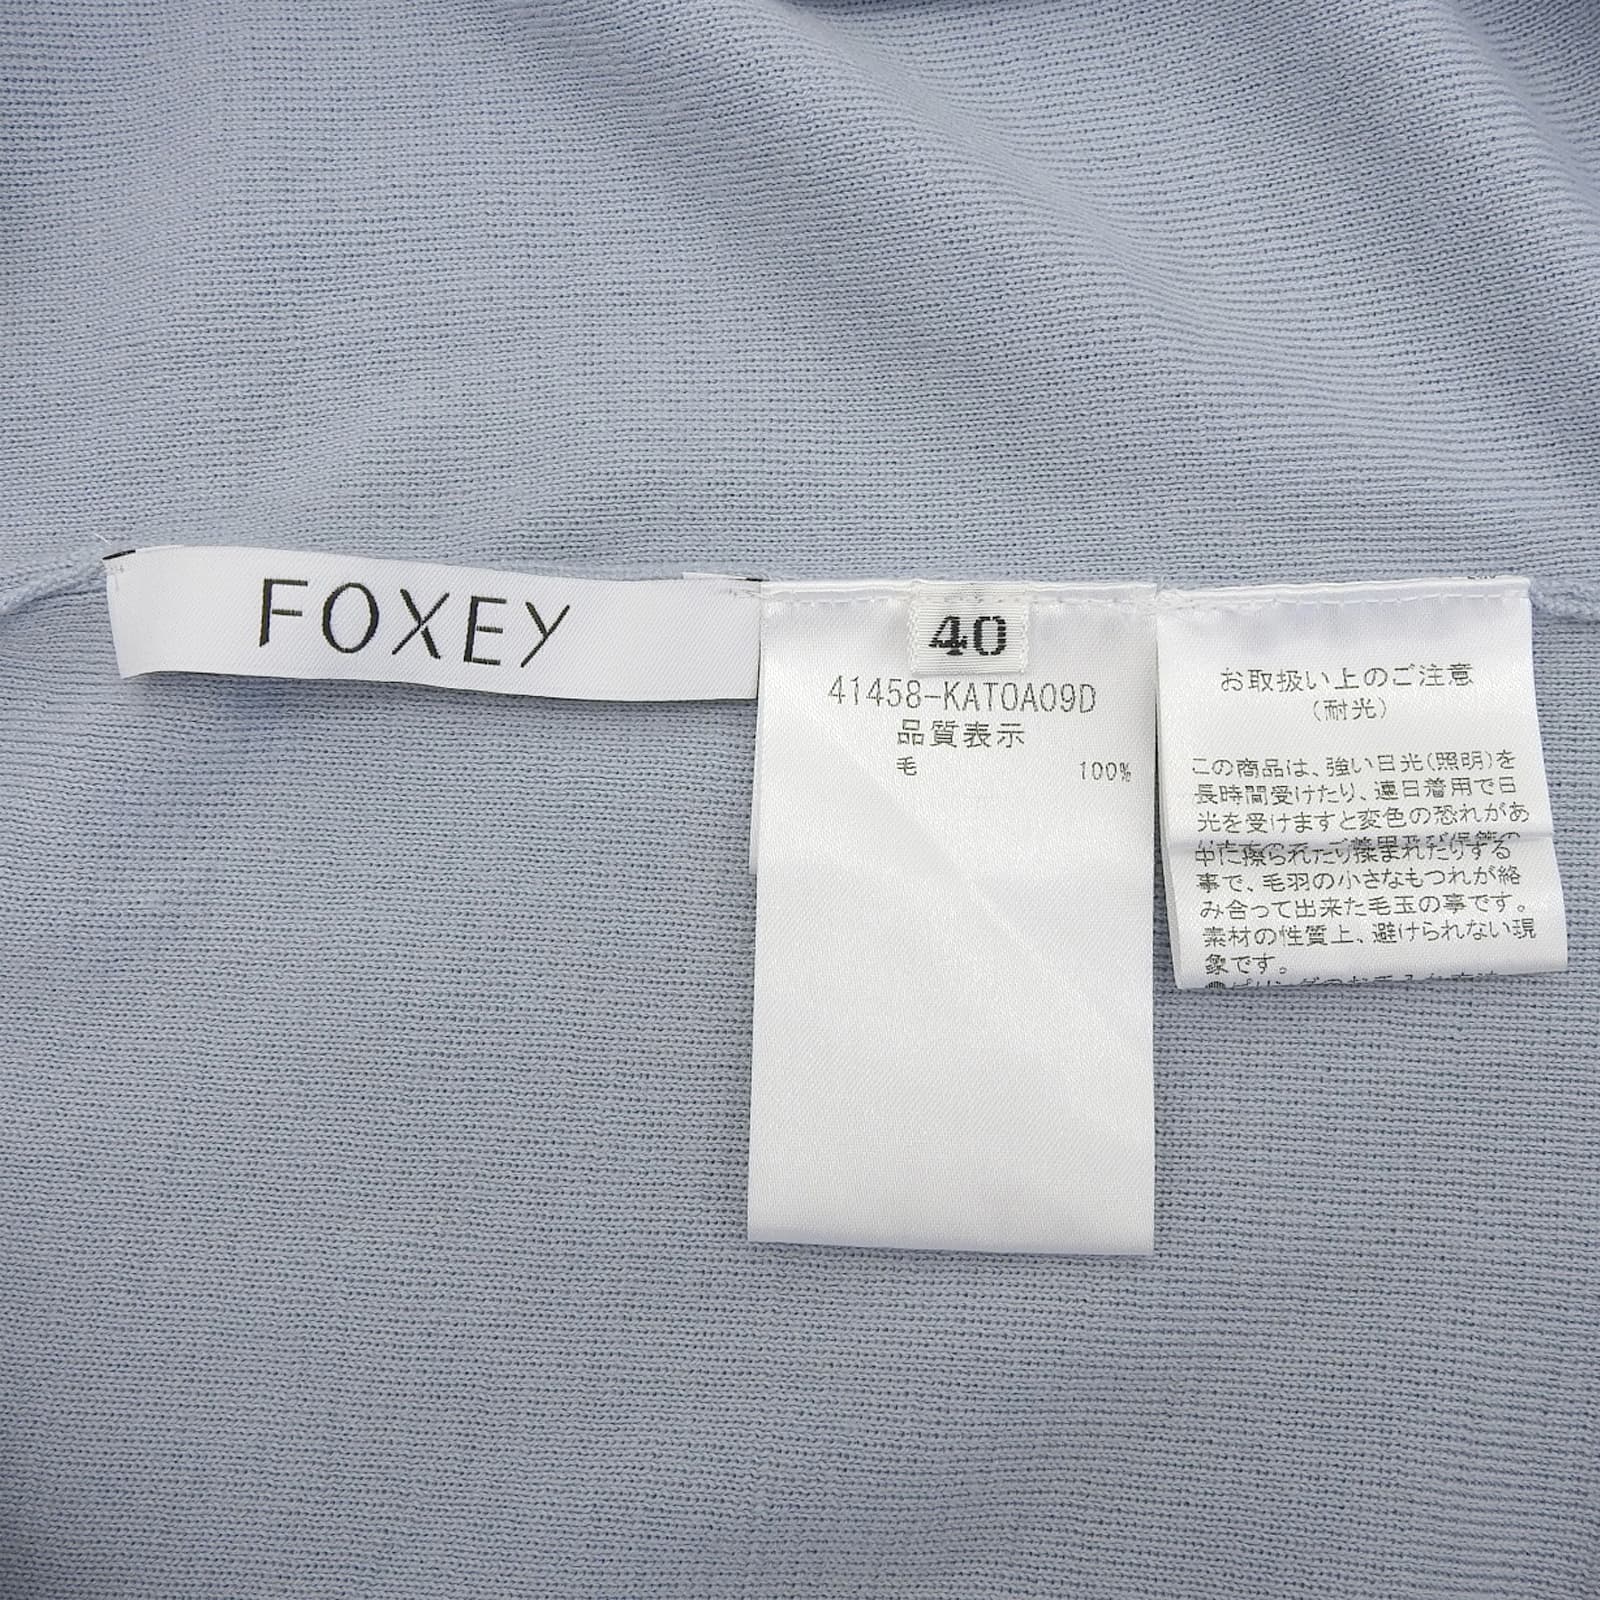 FOXEY
40
41458-KAT0A09D
品質表示
毛 100%
お取扱い上のご注意
(耐光)
この商品は、強い日光(照明)を
長時間受けたり、連日着用で日
光を受けますと変色の恐れがあ
中に擦られたり揉まれたりする
事で、毛羽の小さなもつれが絡
み合って出来た毛玉の事です。
素材の性質上、避けられない現
象です。